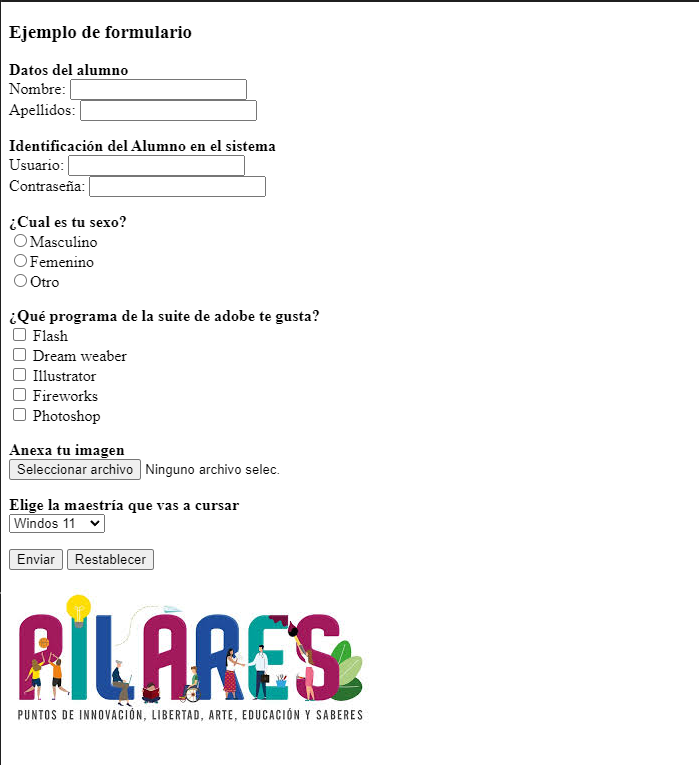 Ejemplo de formulario
Datos del alumno
Nombre:
Apellidos:
Identificación del Alumno en el sistema
Usuario:
Contraseña:
¿Cual es tu sexo?
Masculino
Femenino
Otro
¿Qué programa de la suite de adobe te gusta?
Flash
Dream weaber
Illustrator
Fireworks
Photoshop
Anexa tu imagen
Seleccionar archivo Ninguno archivo selec.
Elige la maestría que vas a cursar
Windos 11
Enviar Restablecer
PILARES
PUNTOS DE INNOVACIÓN, LIBERTAD, ARTE, EDUCACIÓN Y SABERES